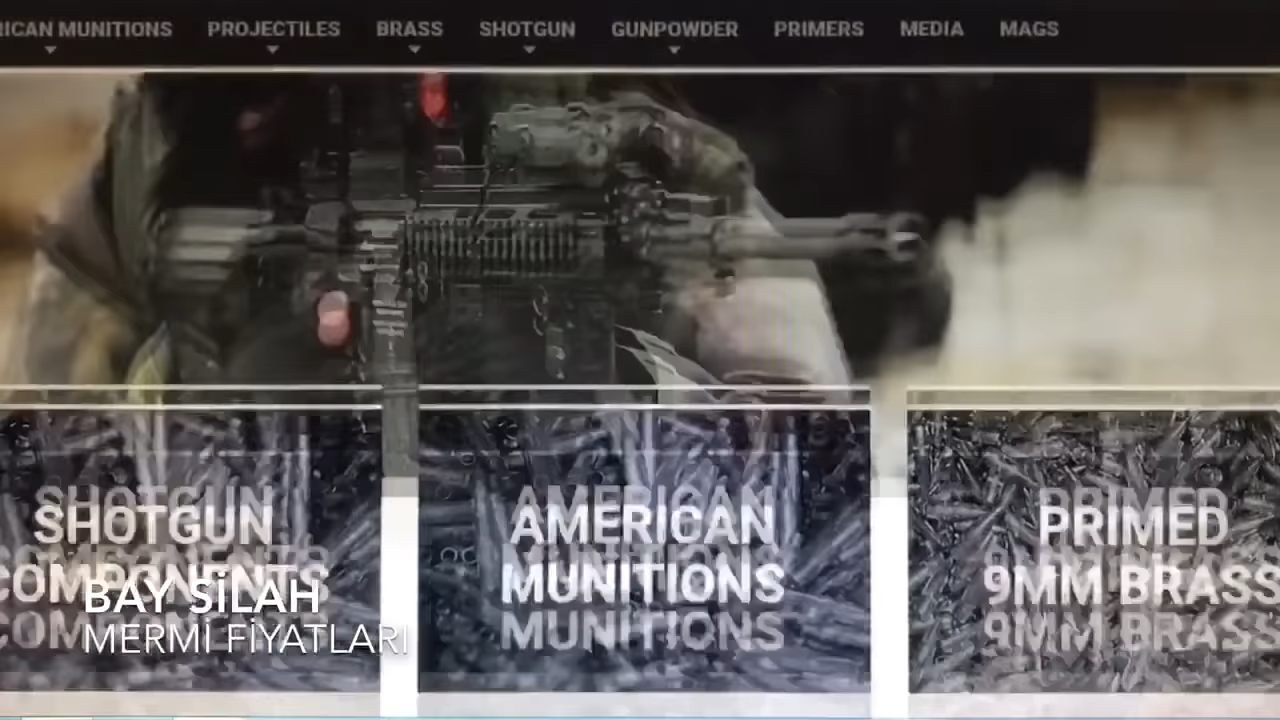 RICAN MUNITIONS PROJECTILES BRASS SHOTGUN GUNPOWDER PRIMERS MEDIA MAGS
SHOTGUN
COMPONENTS
AMERICAN
MUNITIONS
MUNITIONS
PRIMED
9MM BRASS
9MM BRASS
BAY SİLAH
MERMİ FİYATLARI